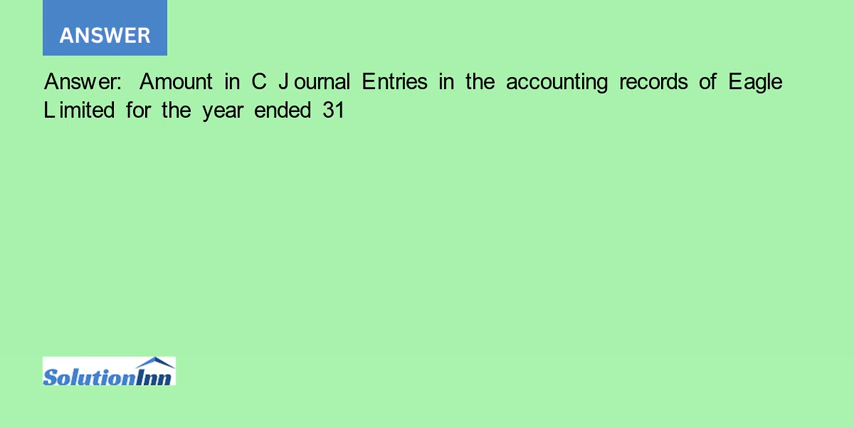 ANSWER
Answer: Amount in C Journal Entries in the accounting records of Eagle
Limited for the year ended 31
SolutionInn